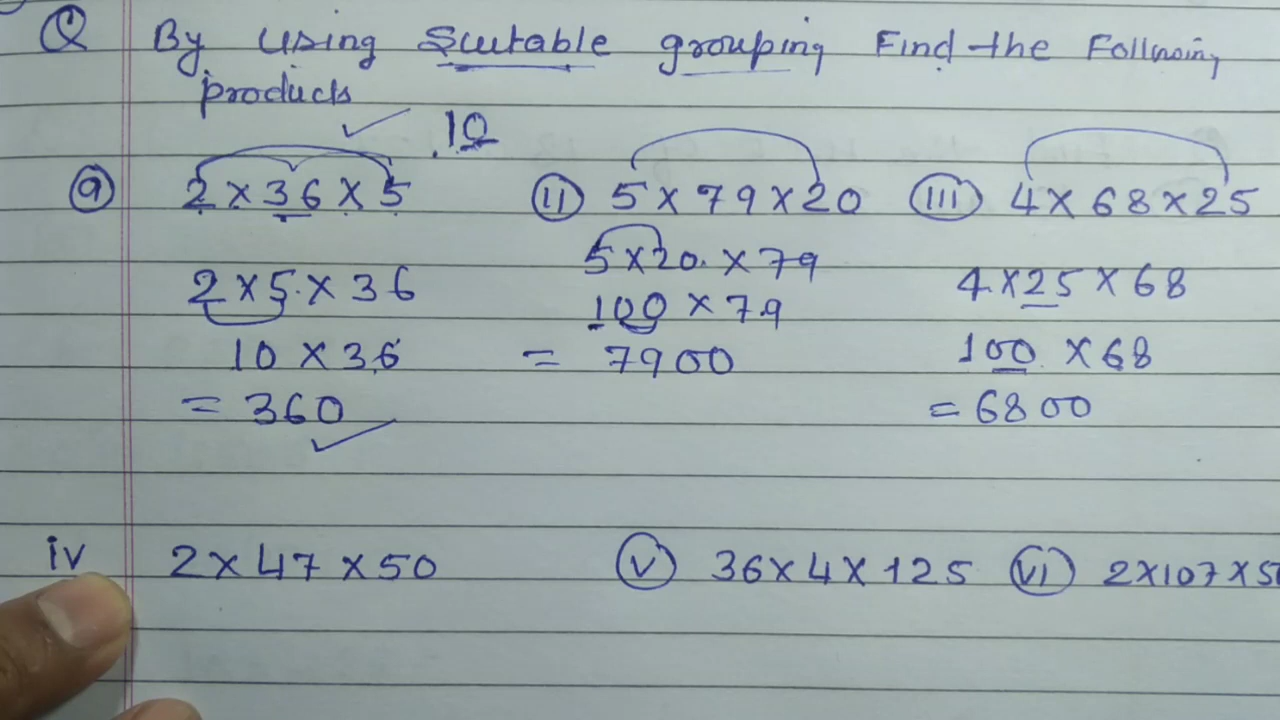 Q By using Suitable grouping Find the Following
products
.10
a 2 × 36 × 5 II 5 × 79 × 20 III 4 × 68 × 25
5 × 20 × 79
2 × 5 × 36 4 × 25 × 68
100 × 79
10 × 36 = 7900 100 × 68
= 360 = 6800
iv 2 × 47 × 50 V 36 × 4 × 125 VI 2 × 107 × 5